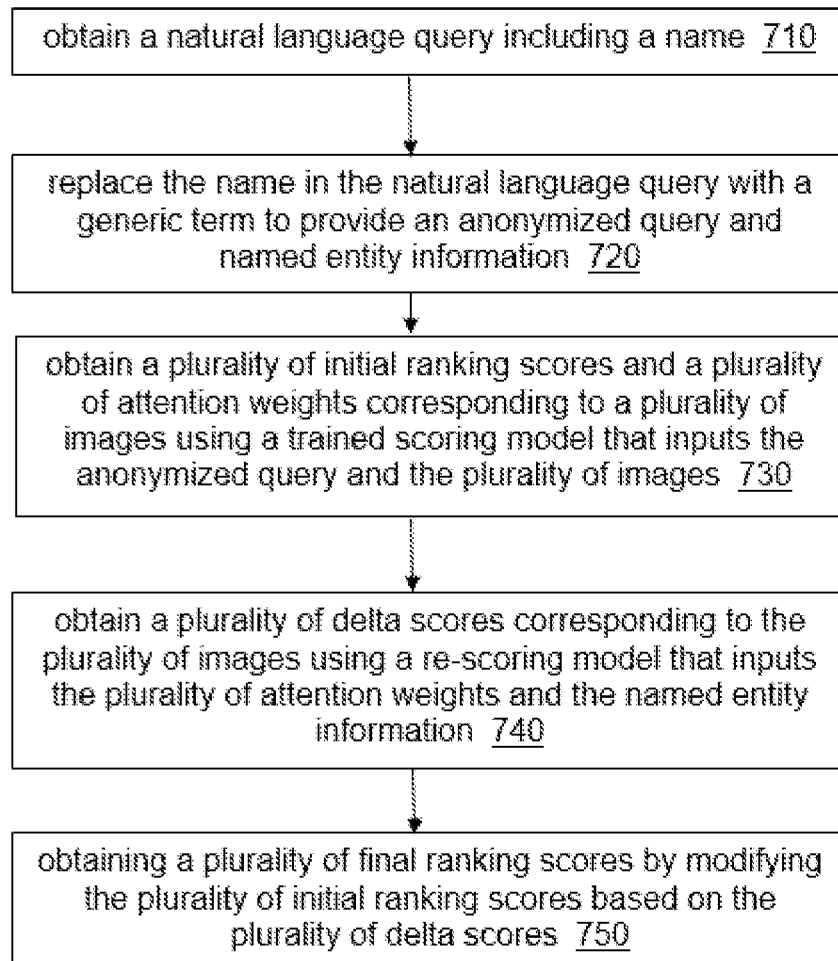 obtain a natural language query including a name 710
replace the name in the natural language query with a
generic term to provide an anonymized query and
named entity information 720
obtain a plurality of initial ranking scores and a plurality
of attention weights corresponding to a plurality of
images using a trained scoring model that inputs the
anonymized query and the plurality of images 730
obtain a plurality of delta scores corresponding to the
plurality of images using a re-scoring model that inputs
the plurality of attention weights and the named entity
information 740
obtaining a plurality of final ranking scores by modifying
the plurality of initial ranking scores based on the
plurality of delta scores 750